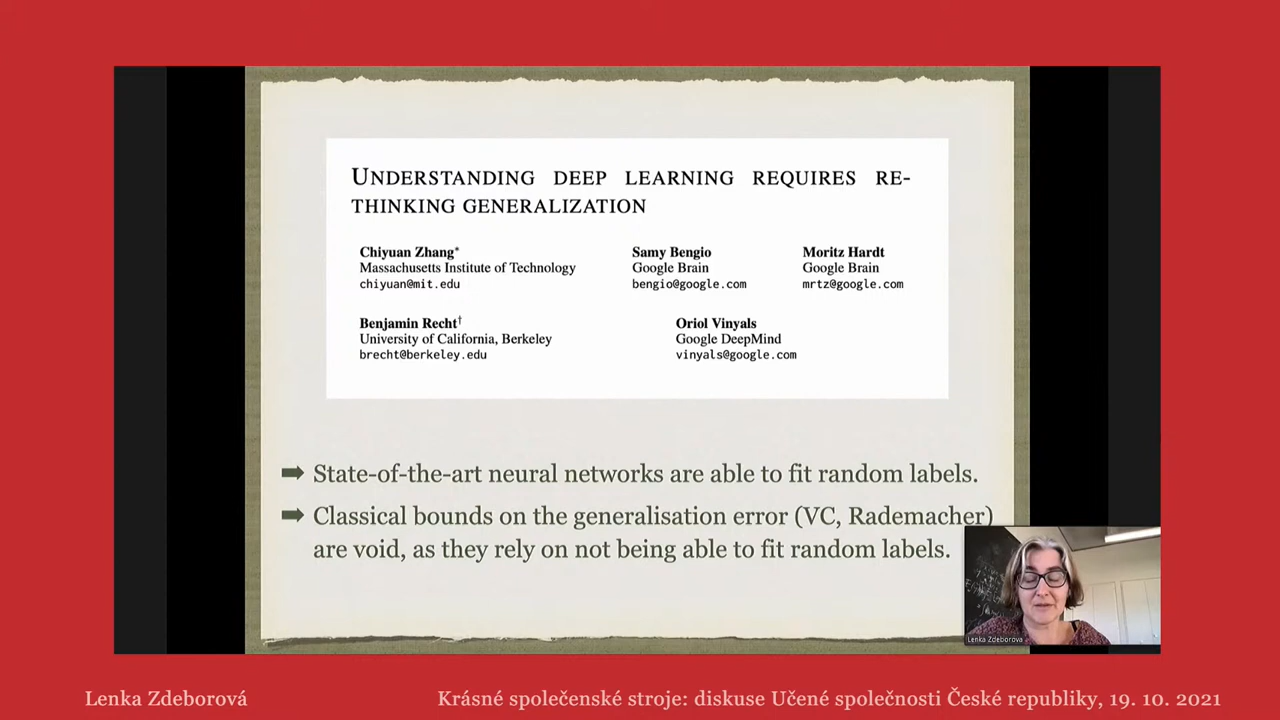 UNDERSTANDING DEEP LEARNING REQUIRES RE-
THINKING GENERALIZATION
Chiyuan Zhang*
Massachusetts Institute of Technology
chiyuan@mit.edu
Samy Bengio
Google Brain
bengio@google.com
Moritz Hardt
Google Brain
mrtz@google.com
Benjamin Recht†
University of California, Berkeley
brecht@berkeley.edu
Oriol Vinyals
Google DeepMind
vinyals@google.com
➡ State-of-the-art neural networks are able to fit random labels.
➡ Classical bounds on the generalisation error (VC, Rademacher)
are void, as they rely on not being able to fit random labels.
Lenka Zdeborova
Lenka Zdeborová
Krásné společenské stroje: diskuse Učené společnosti České republiky, 19. 10. 2021